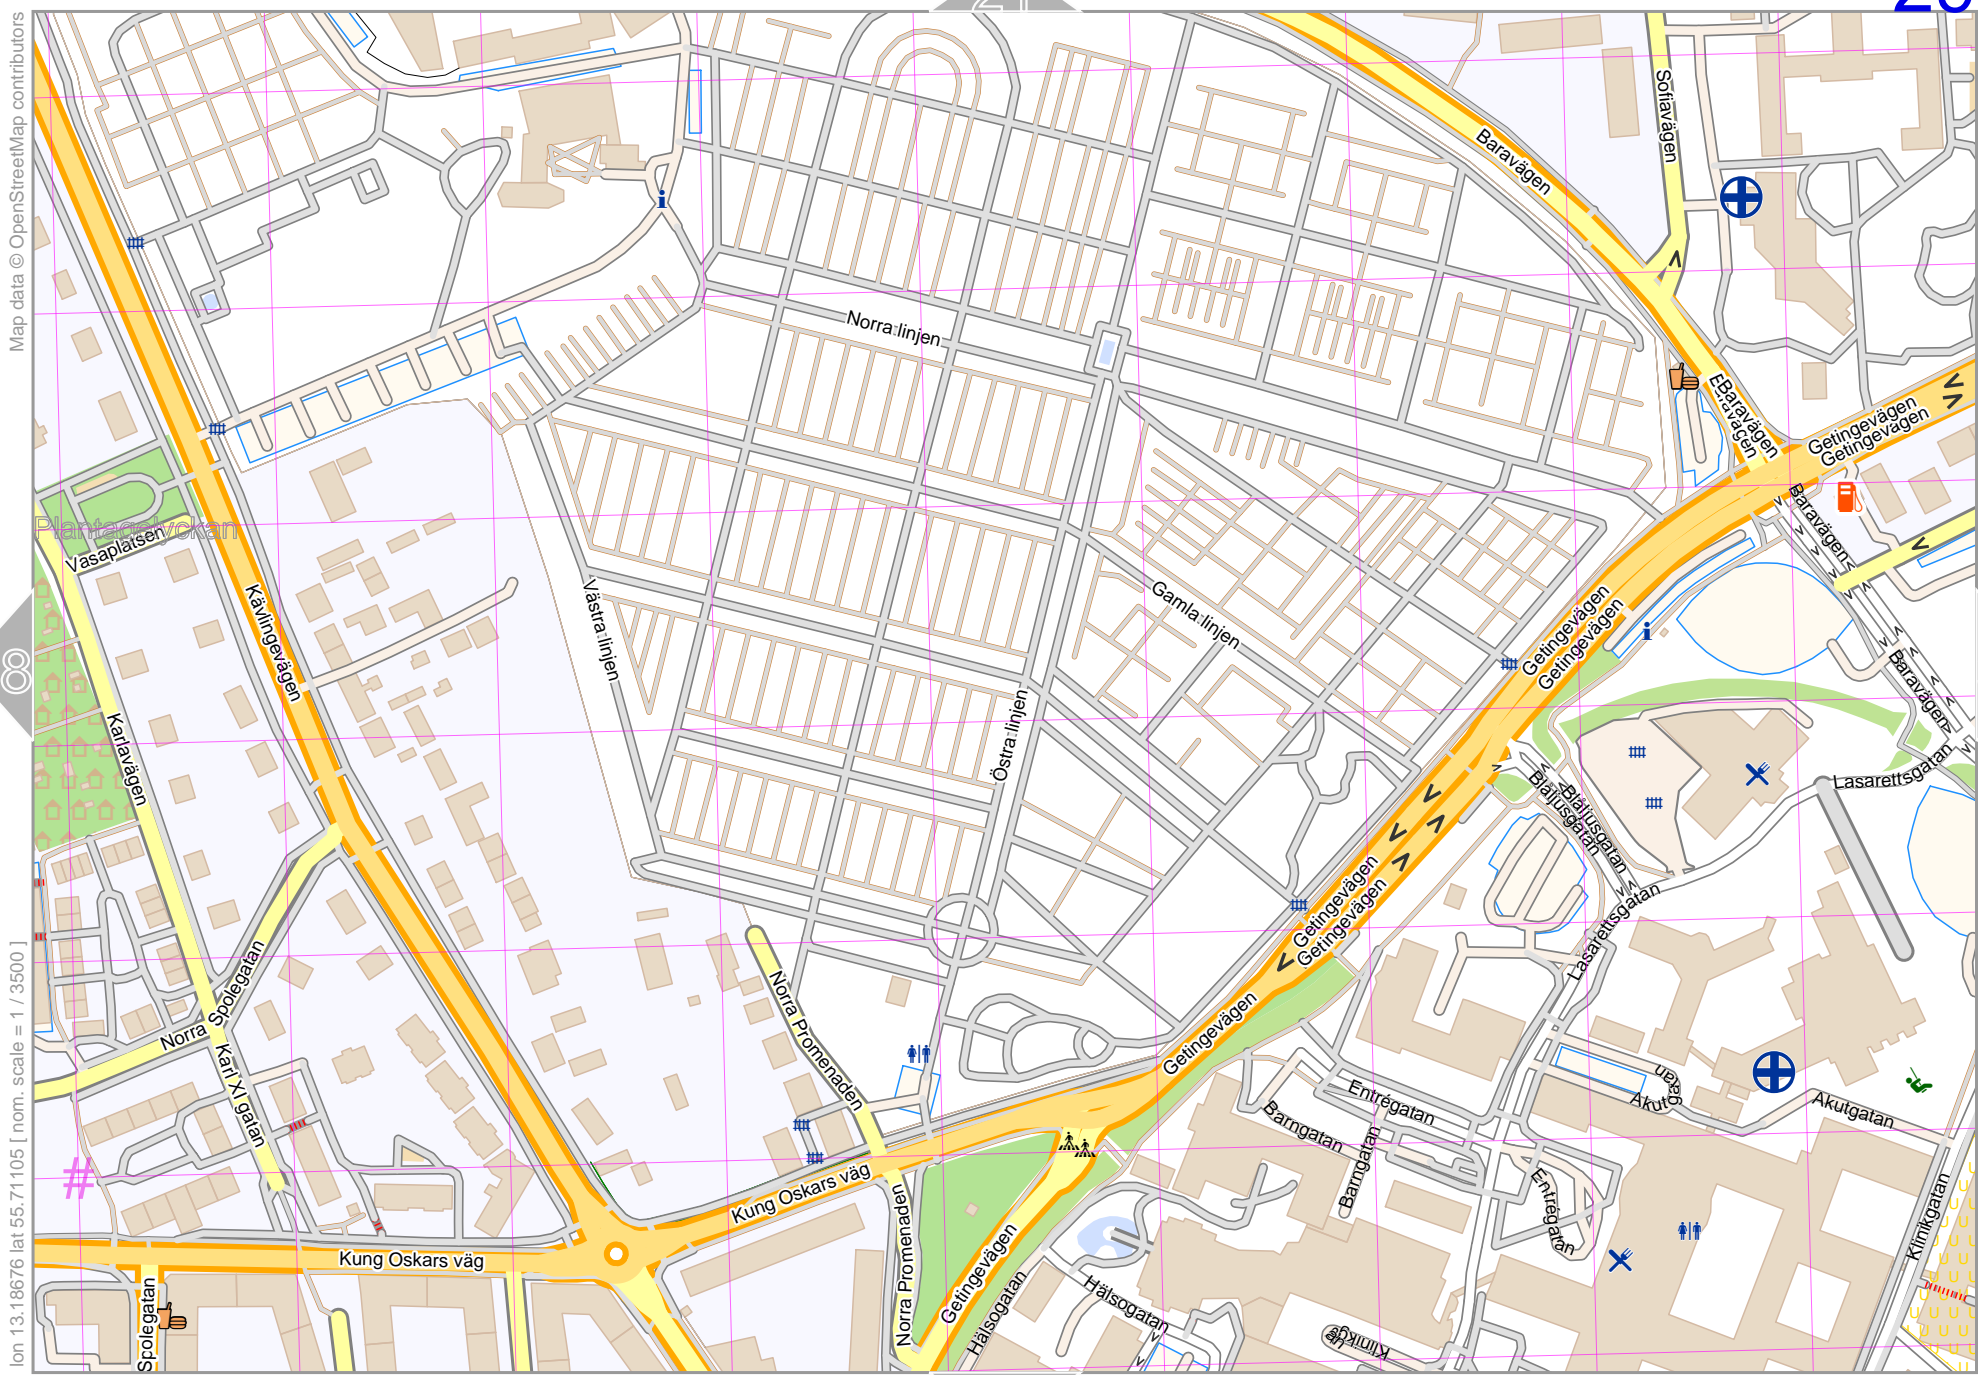 Map data © OpenStreetMap contributors
lon 13.18676 lat 55.71105 [ nom. scale = 1 / 3500 ]
8
Sofiavägen
Baravägen
Baravägen
Getingevägen
Getingevägen
Norra linjen
Baravägen
Plantagelyckan
Vasaplatsen
Kävlingevägen
Västra linjen
Gamla linjen
Getingevägen
Getingevägen
Baravägen
Karlavägen
Östra linjen
Lasarettsgatan
Blåljusgatan
Blåljusgatan
Getingevägen
Getingevägen
Lasarettsgatan
Norra Spolegatan
Norra Promenaden
Getingevägen
Karl XI gatan
Entrégatan
Barngatan
Barngatan
Akutgatan
Akutgatan
Kung Oskars väg
Kung Oskars väg
Norra Promenaden
Getingevägen
Entrégatan
Klinikgatan
Hälsogatan
Hälsogatan
Spolegatan
#